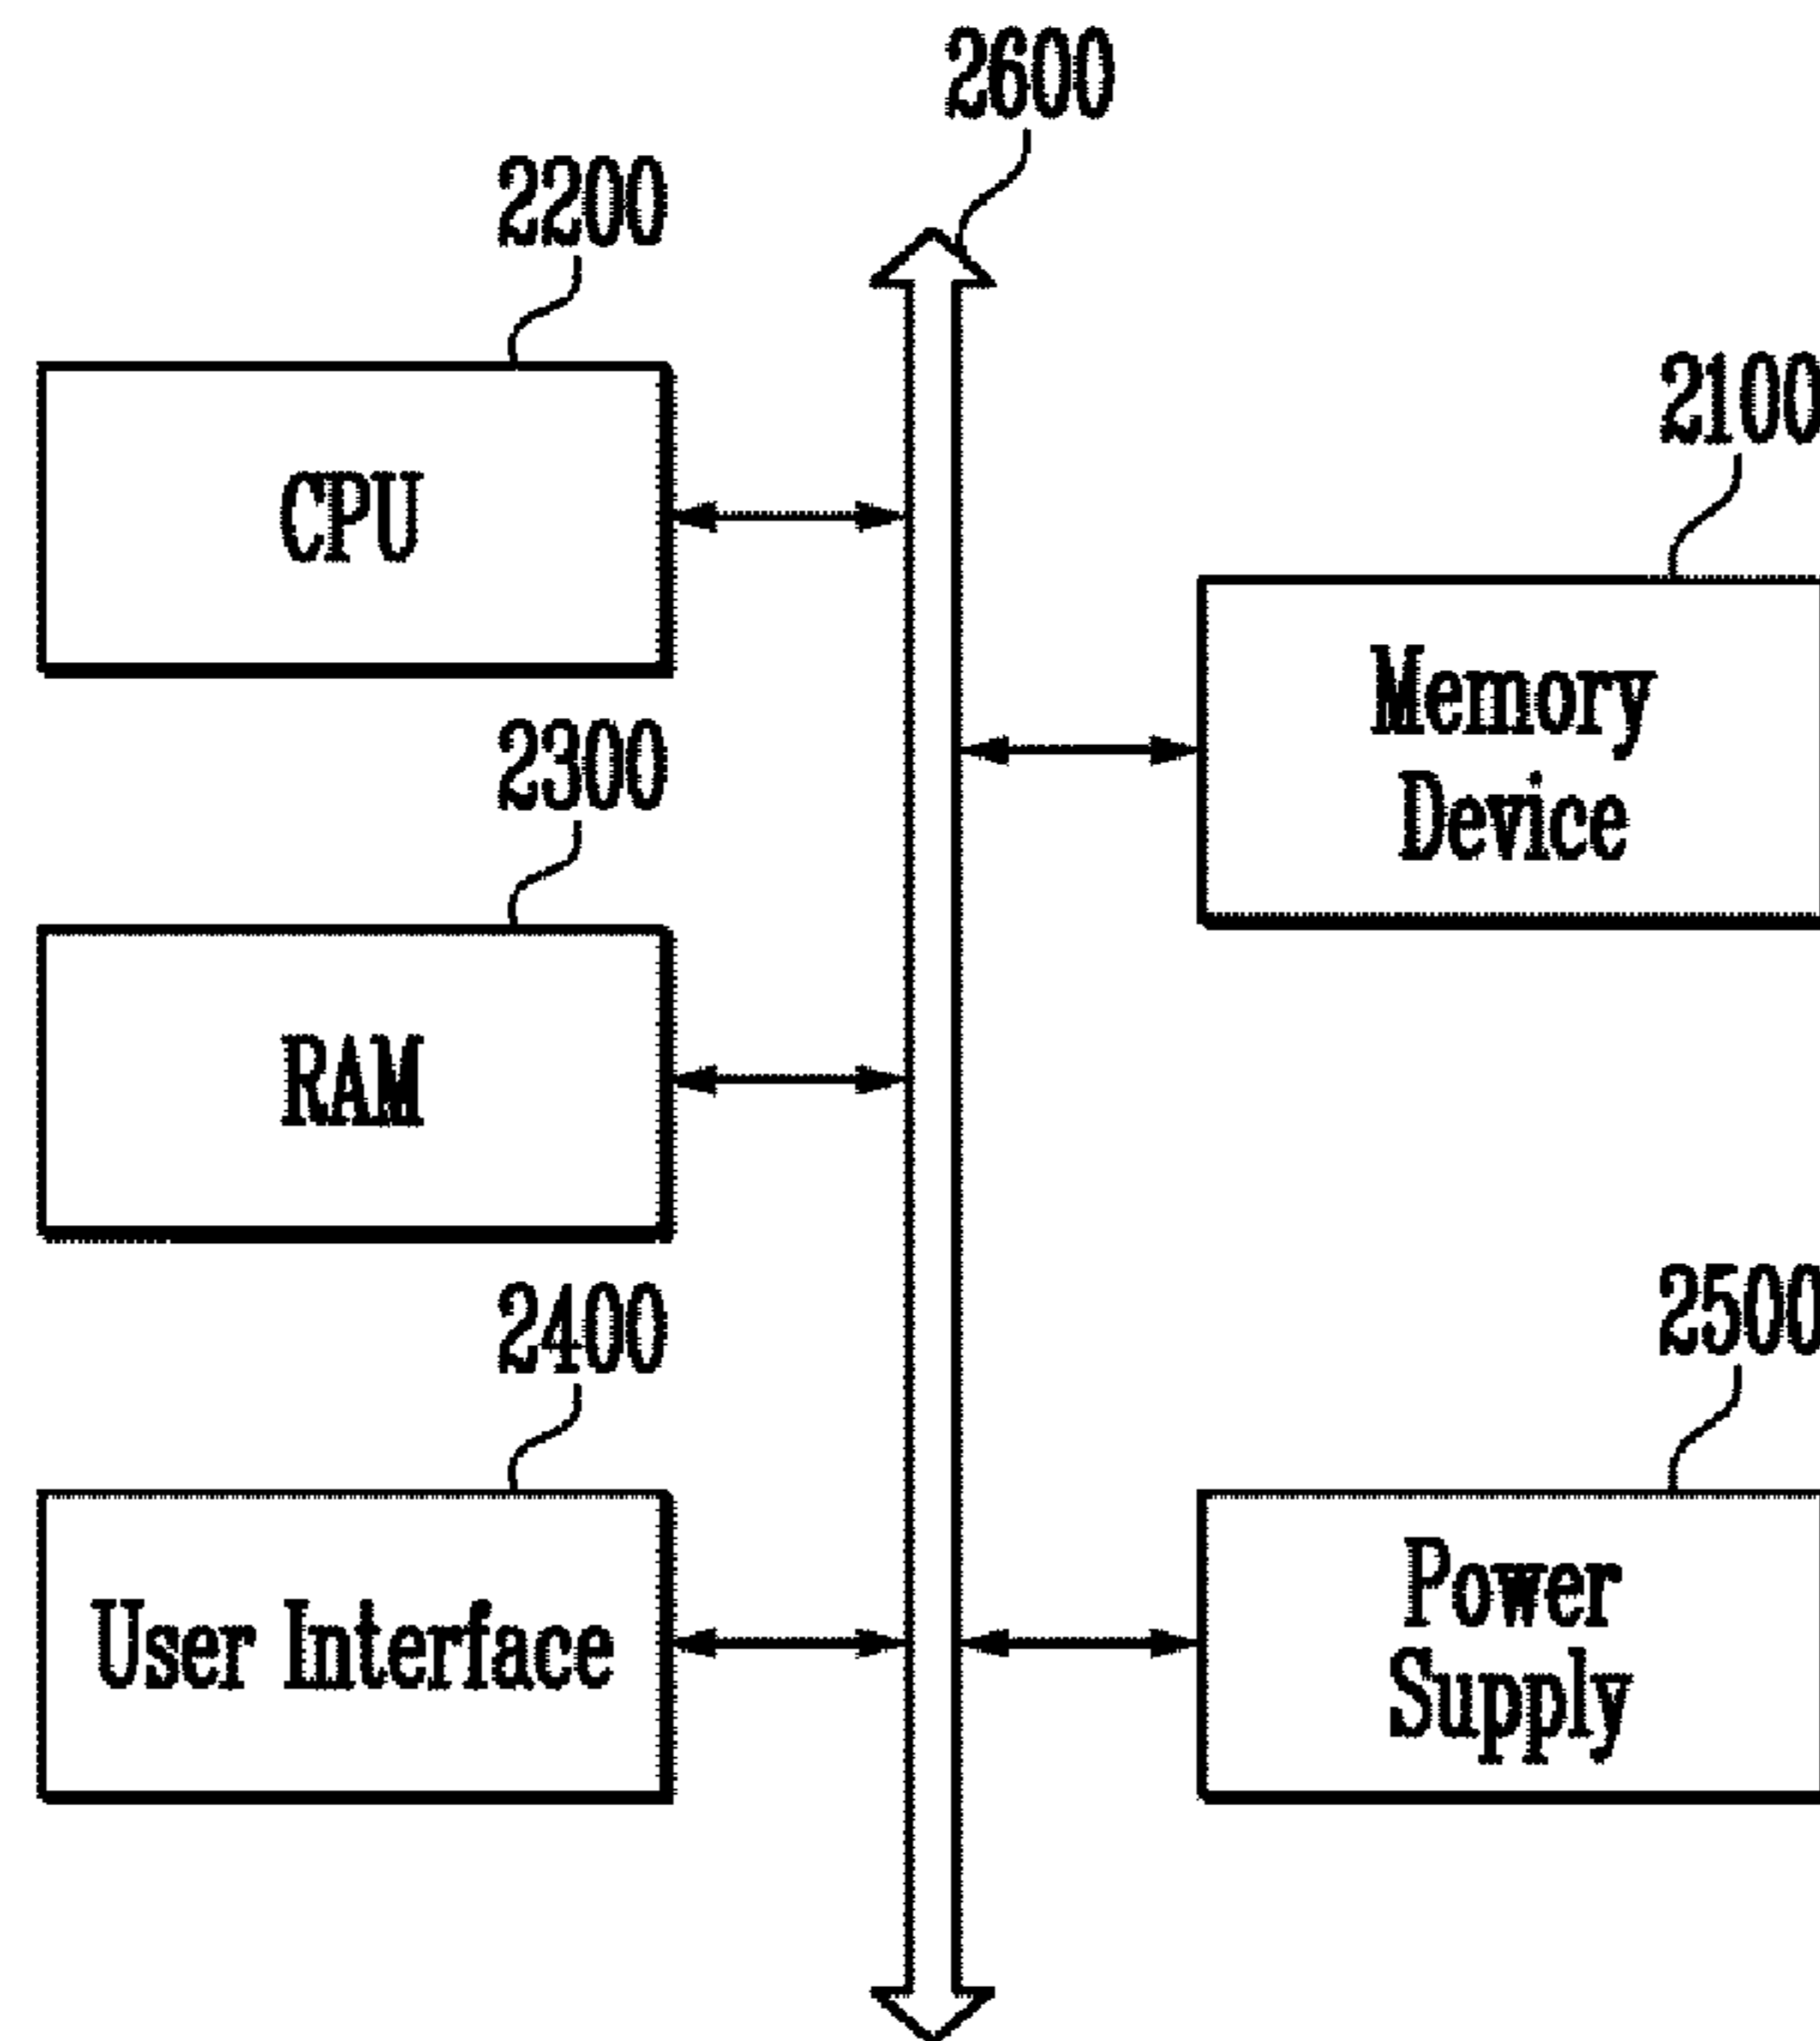 2600
2200
CPU
2100
Memory
Device
2300
RAM
2400
User Interface
2500
Power
Supply